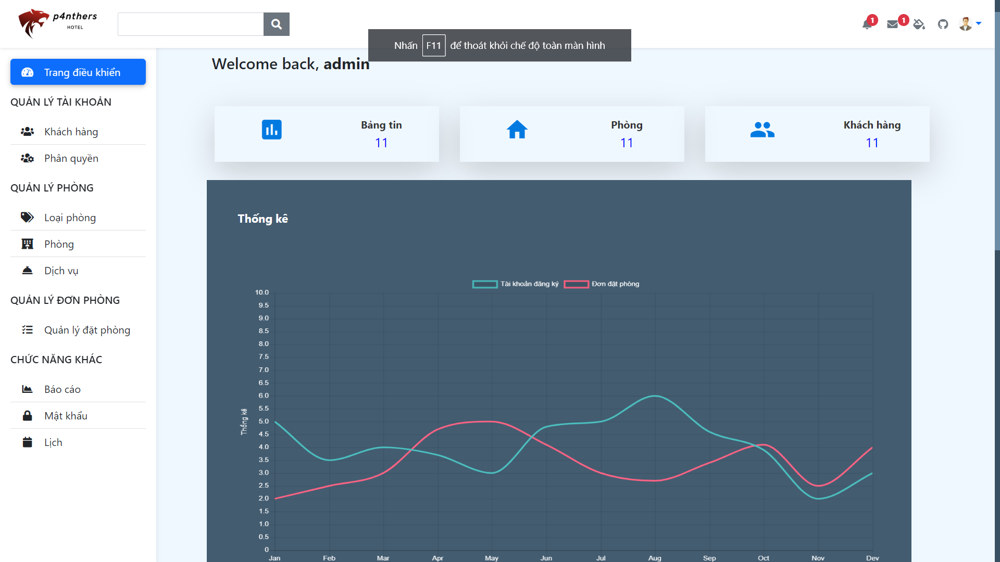 p4nthers
HOTEL
1
1
Nhấn F11 để thoát khỏi chế độ toàn màn hình
Welcome back, admin
Trang điều khiển
QUẢN LÝ TÀI KHOẢN
Khách hàng
Phân quyền
QUẢN LÝ PHÒNG
Loại phòng
Phòng
Dịch vụ
QUẢN LÝ ĐƠN PHÒNG
Quản lý đặt phòng
CHỨC NĂNG KHÁC
Báo cáo
Mật khẩu
Lịch
Bảng tin
11
Phòng
11
Khách hàng
11
Thống kê
Tài khoản đăng ký
Đơn đặt phòng
10.0
9.5
9.0
8.5
8.0
7.5
7.0
6.5
6.0
5.5
5.0
4.5
4.0
3.5
3.0
2.5
2.0
1.5
1.0
0.5
0
Thống kê
Jan Feb Mar Apr May Jun Jul Aug Sep Oct Nov Dev